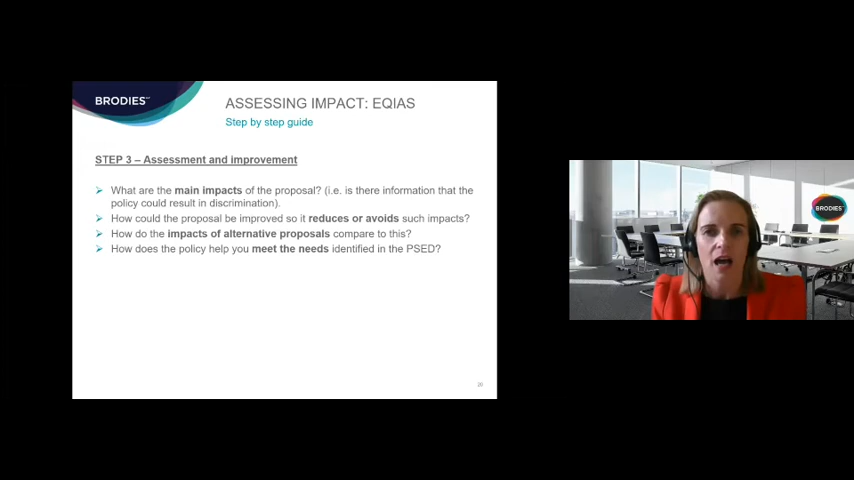 BRODIES LLP
ASSESSING IMPACT: EQIAS
Step by step guide
STEP 3 – Assessment and improvement
What are the main impacts of the proposal? (i.e. is there information that the
policy could result in discrimination).
How could the proposal be improved so it reduces or avoids such impacts?
How do the impacts of alternative proposals compare to this?
How does the policy help you meet the needs identified in the PSED?
BRODIES